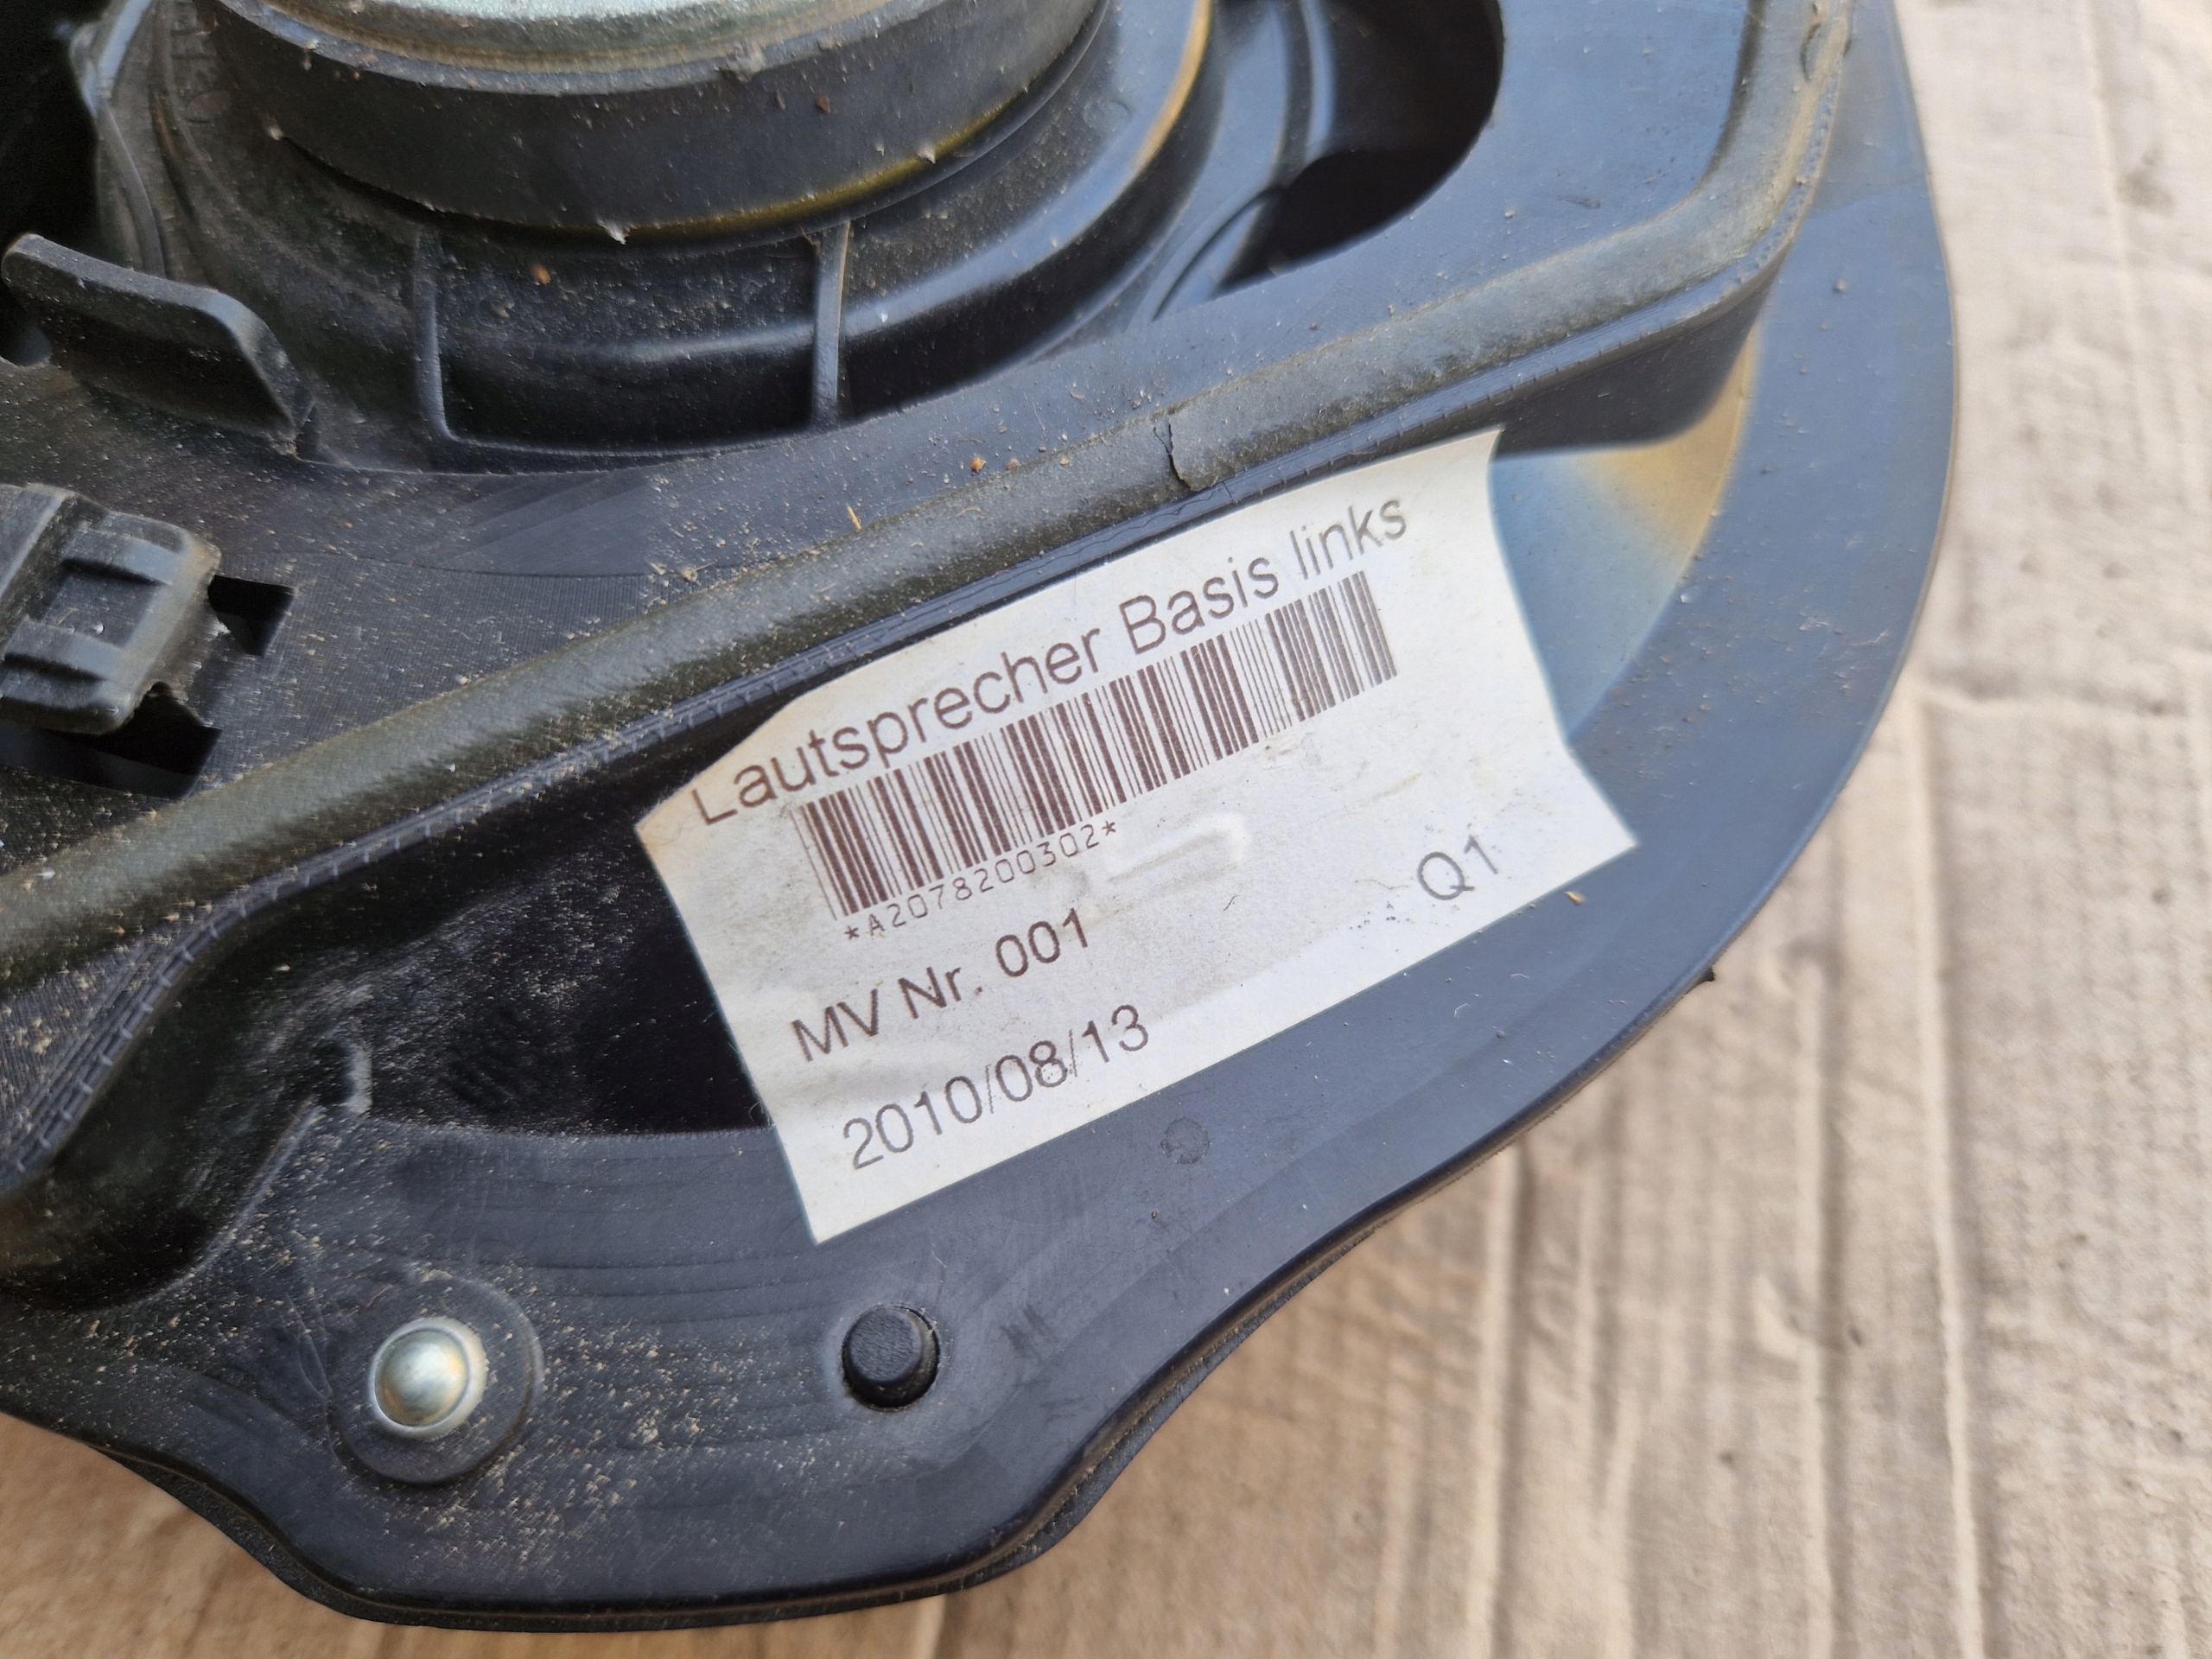 Lautsprecher Basis links
*A2078200302*
MV Nr. 001
Q1
2010/08/13